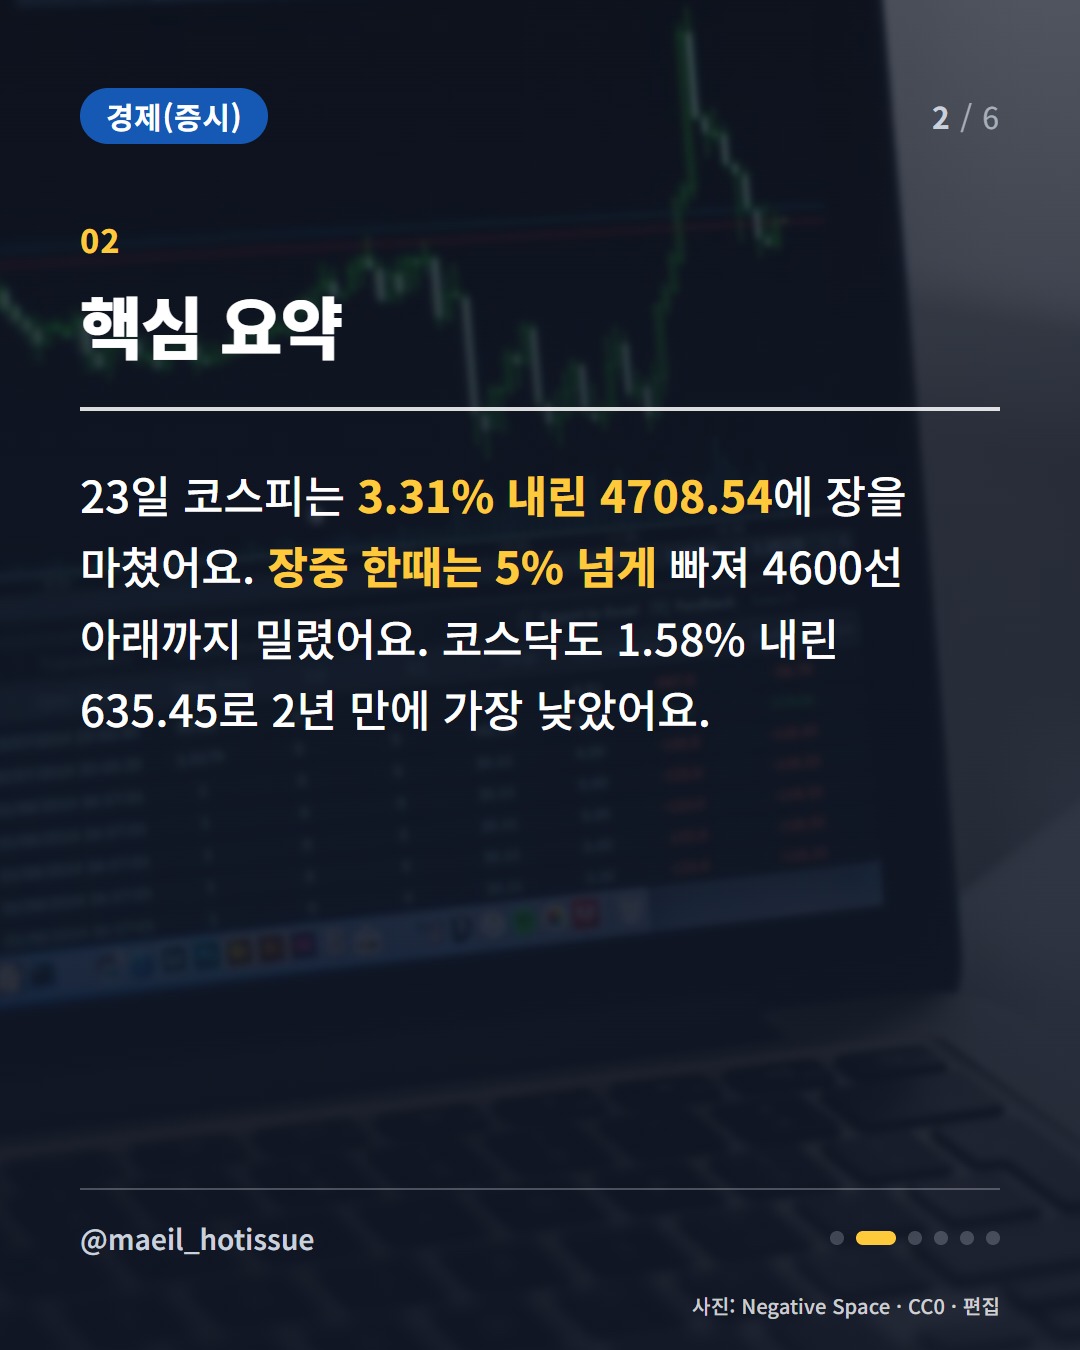 경제(증시)
2 / 6
02
핵심 요약
23일 코스피는 3.31% 내린 4708.54에 장을
마쳤어요. 장중 한때는 5% 넘게 빠져 4600선
아래까지 밀렸어요. 코스닥도 1.58% 내린
635.45로 2년 만에 가장 낮았어요.
@maeil_hotissue
사진: Negative Space · CC0 · 편집